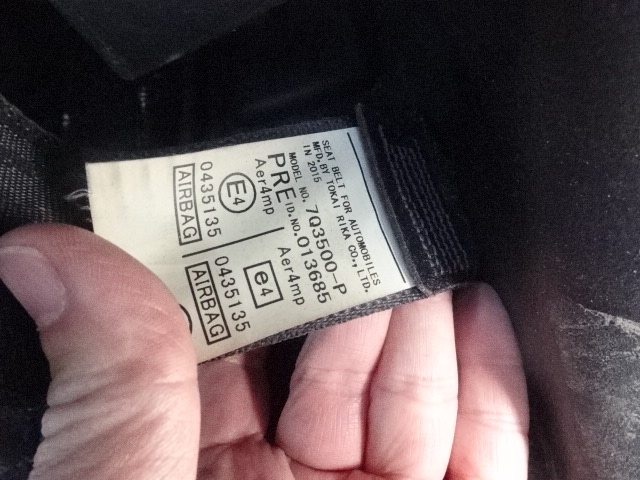 SEAT BELT FOR AUTOMOBILES
MFD. BY TOKAI RIKA CO., LTD.
IN 2015
MODEL NO. 7Q3500-P
PRE ID.NO. 013685
Aer4mp Aer4mp
E4 e4
0435135 0435135
AIRBAG AIRBAG